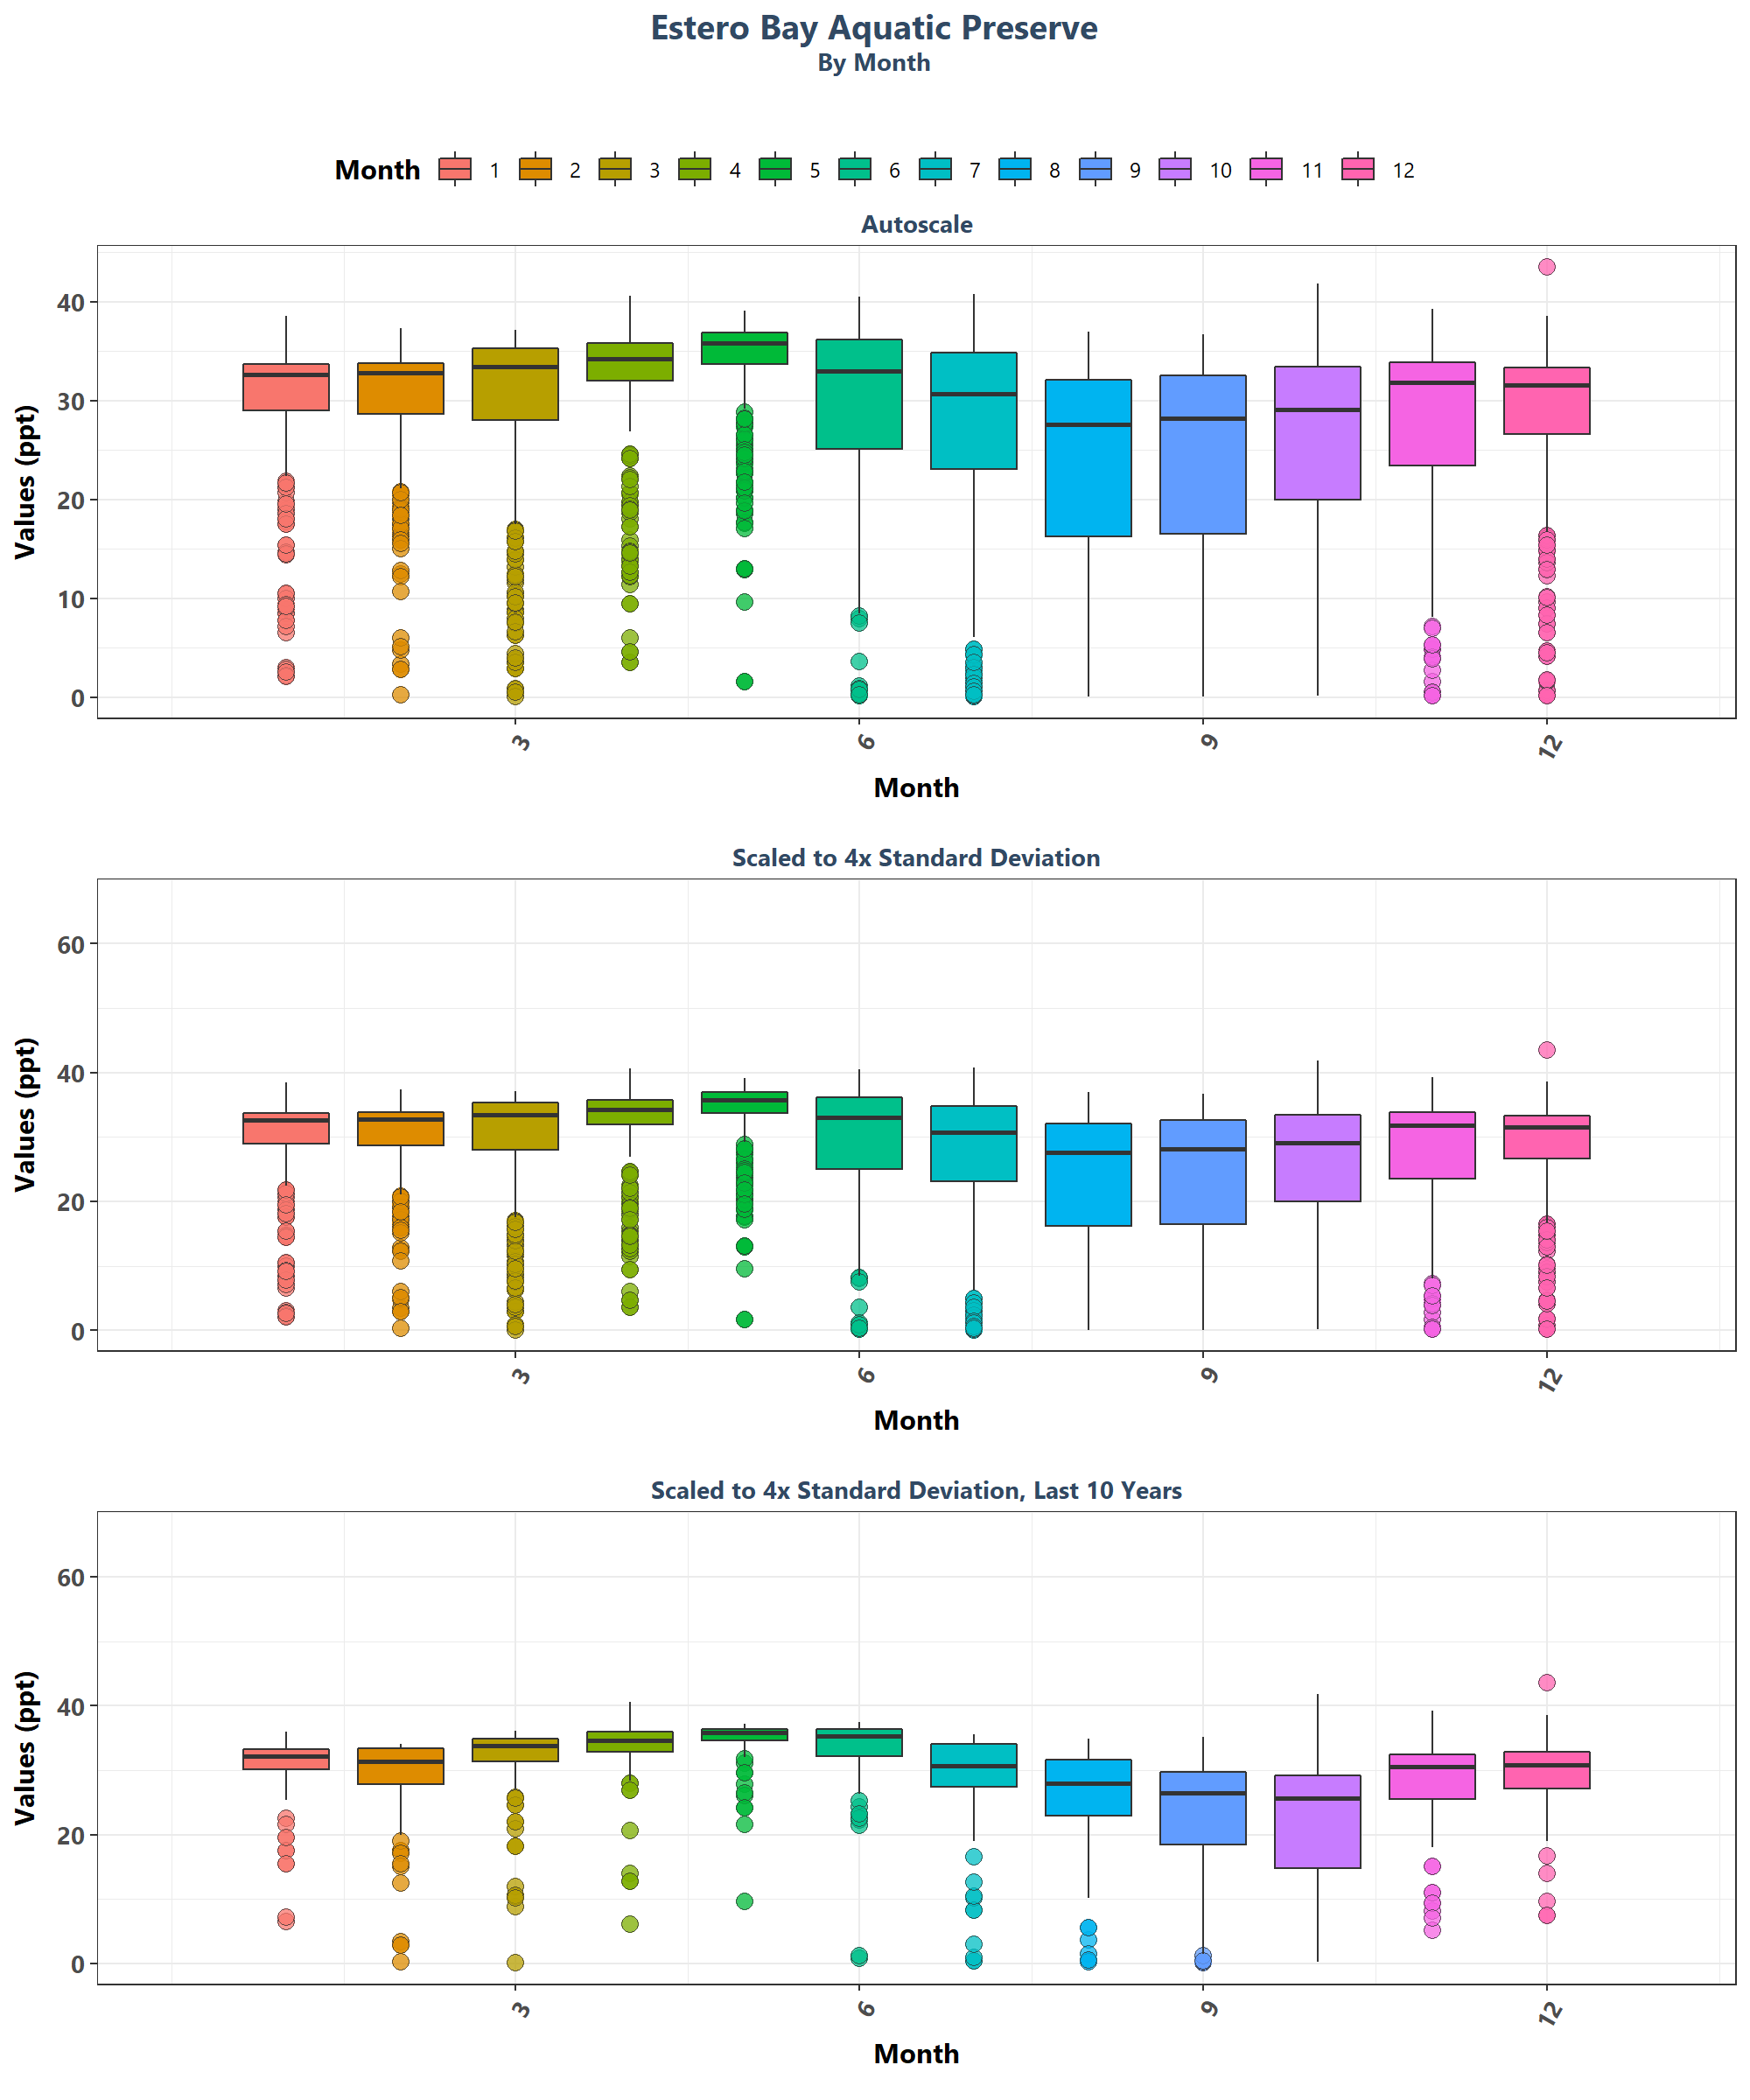 Estero Bay Aquatic Preserve
By Month
Month 1 2 3 4 5 6 7 8 9 10 11 12
Autoscale
Values (ppt)
40
30
20
10
0
3 6 9 12
Month
Scaled to 4x Standard Deviation
Values (ppt)
60
40
20
0
3 6 9 12
Month
Scaled to 4x Standard Deviation, Last 10 Years
Values (ppt)
60
40
20
0
3 6 9 12
Month